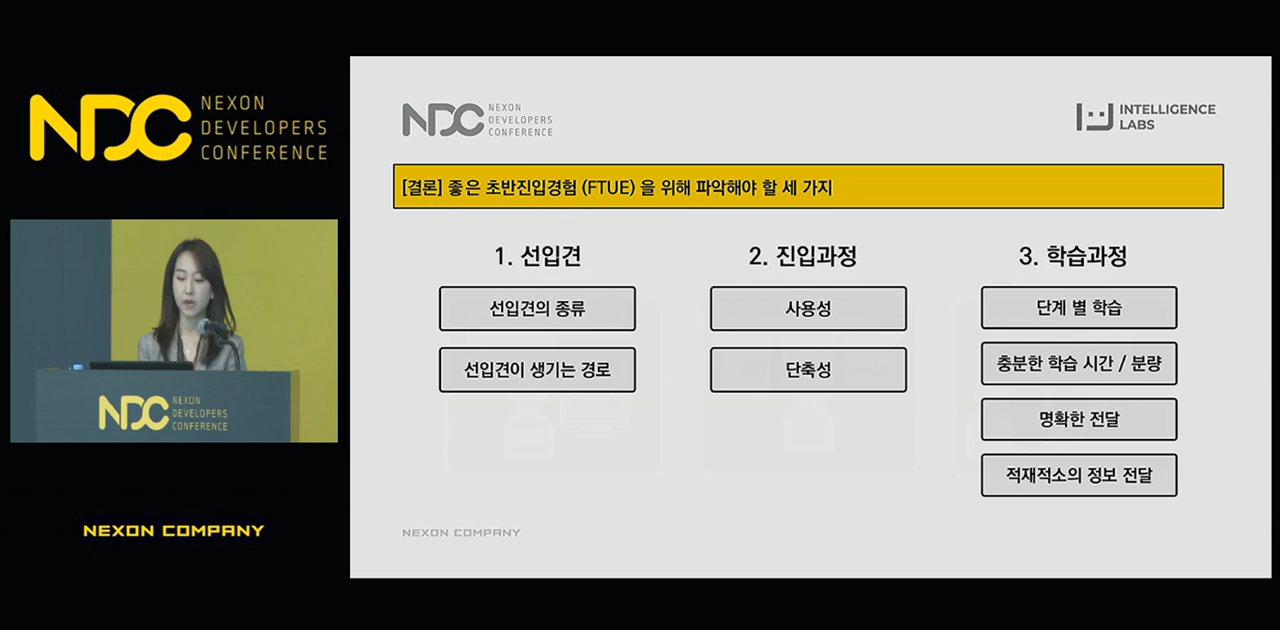 NDC
NEXON
DEVELOPERS
CONFERENCE
NDC
NEXON
DEVELOPERS
CONFERENCE
NEXON COMPANY
NDC
NEXON
DEVELOPERS
CONFERENCE
INTELLIGENCE
LABS
[결론] 좋은 초반진입경험 (FTUE) 을 위해 파악해야 할 세 가지
1. 선입견
선입견의 종류
선입견이 생기는 경로
2. 진입과정
사용성
단축성
3. 학습과정
단계 별 학습
충분한 학습 시간 / 분량
명확한 전달
적재적소의 정보 전달
NEXON COMPANY